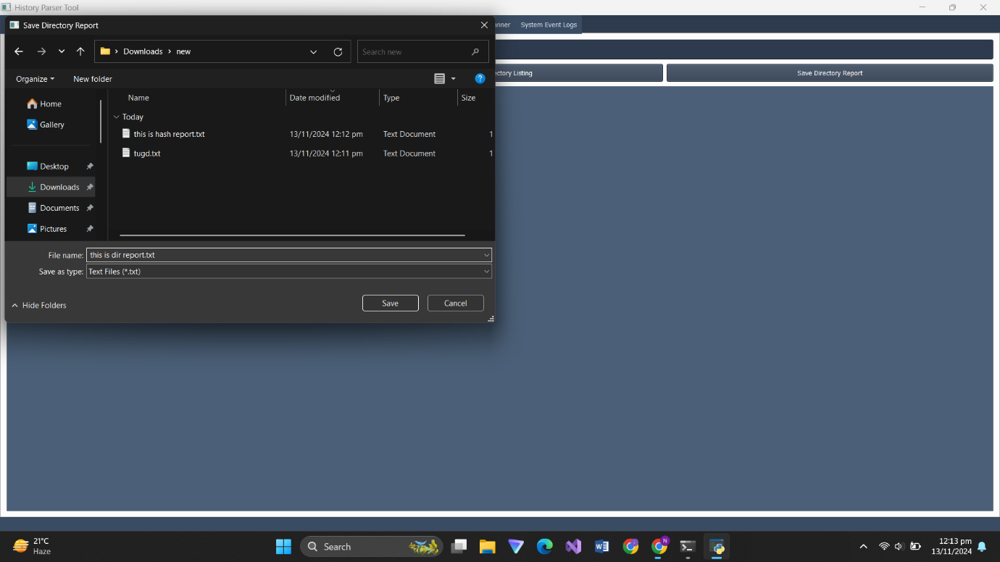 History Parser Tool
Save Directory Report
System Event Logs
Downloads > new
Search new
Save Directory Report
Organize
New folder
Name
Date modified
Type
Size
Home
Today
Gallery
this is hash report.txt
13/11/2024 12:12 pm
Text Document
1
tugd.txt
13/11/2024 12:11 pm
Text Document
1
Desktop
Downloads
Documents
Pictures
File name:
this is dir report.txt
Save as type:
Text Files (*.txt)
Hide Folders
Save
Cancel
21°C
Haze
Search
N
12:13 pm
13/11/2024